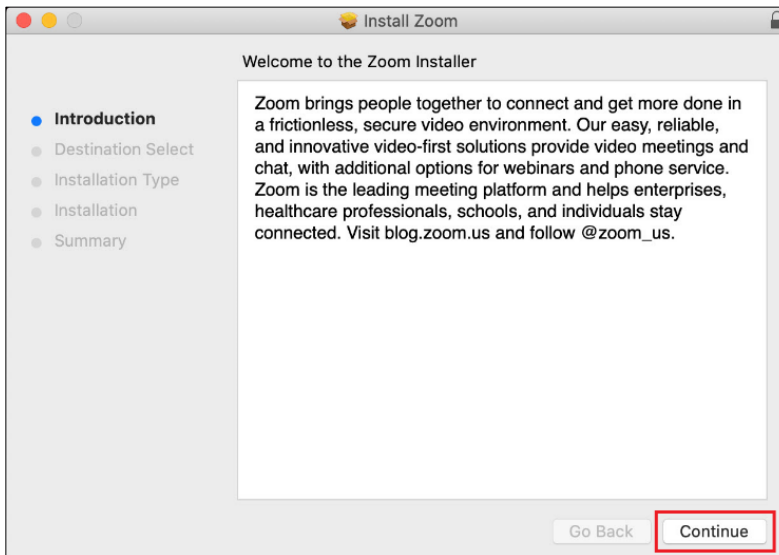 Install Zoom
Welcome to the Zoom Installer
Introduction
Destination Select
Installation Type
Installation
Summary
Zoom brings people together to connect and get more done in
a frictionless, secure video environment. Our easy, reliable,
and innovative video-first solutions provide video meetings and
chat, with additional options for webinars and phone service.
Zoom is the leading meeting platform and helps enterprises,
healthcare professionals, schools, and individuals stay
connected. Visit blog.zoom.us and follow @zoom_us.
Go Back
Continue